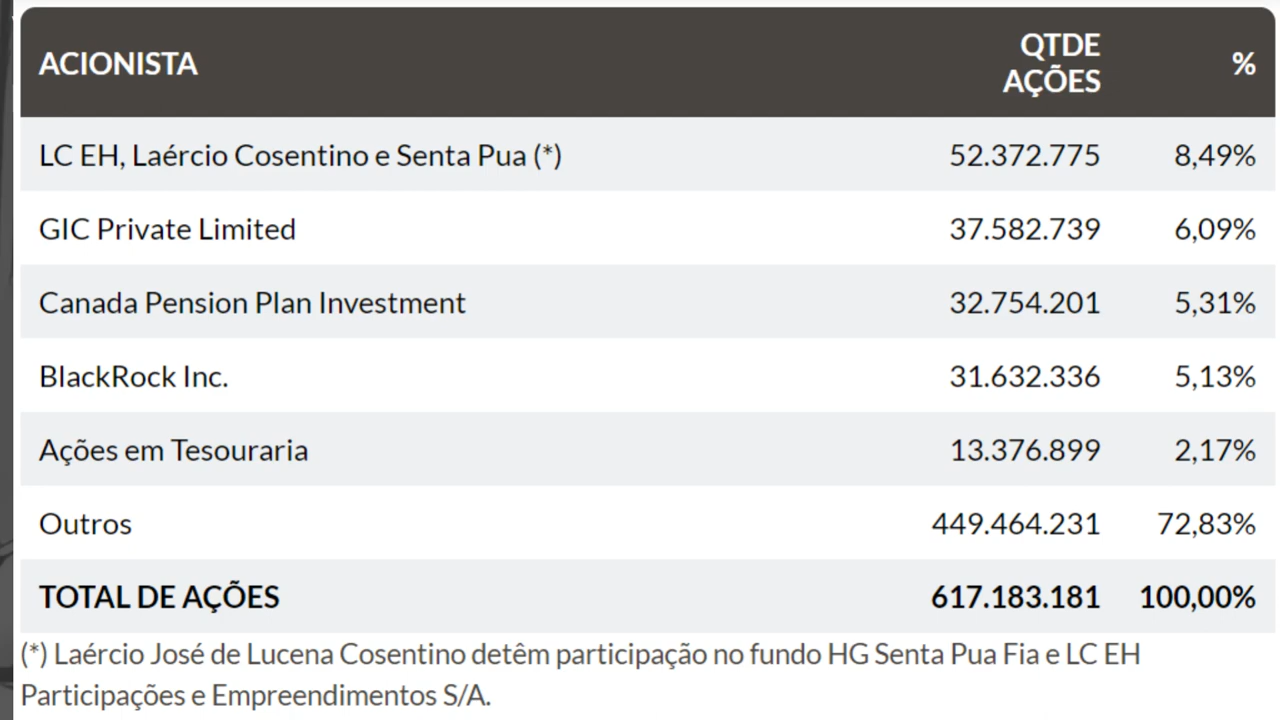 ACIONISTA QTDE AÇÕES %
LC EH, Laércio Cosentino e Senta Pua (*) 52.372.775 8,49%
GIC Private Limited 37.582.739 6,09%
Canada Pension Plan Investment 32.754.201 5,31%
BlackRock Inc. 31.632.336 5,13%
Ações em Tesouraria 13.376.899 2,17%
Outros 449.464.231 72,83%
TOTAL DE AÇÕES 617.183.181 100,00%
(*) Laércio José de Lucena Cosentino detêm participação no fundo HG Senta Pua Fia e LC EH
Participações e Empreendimentos S/A.